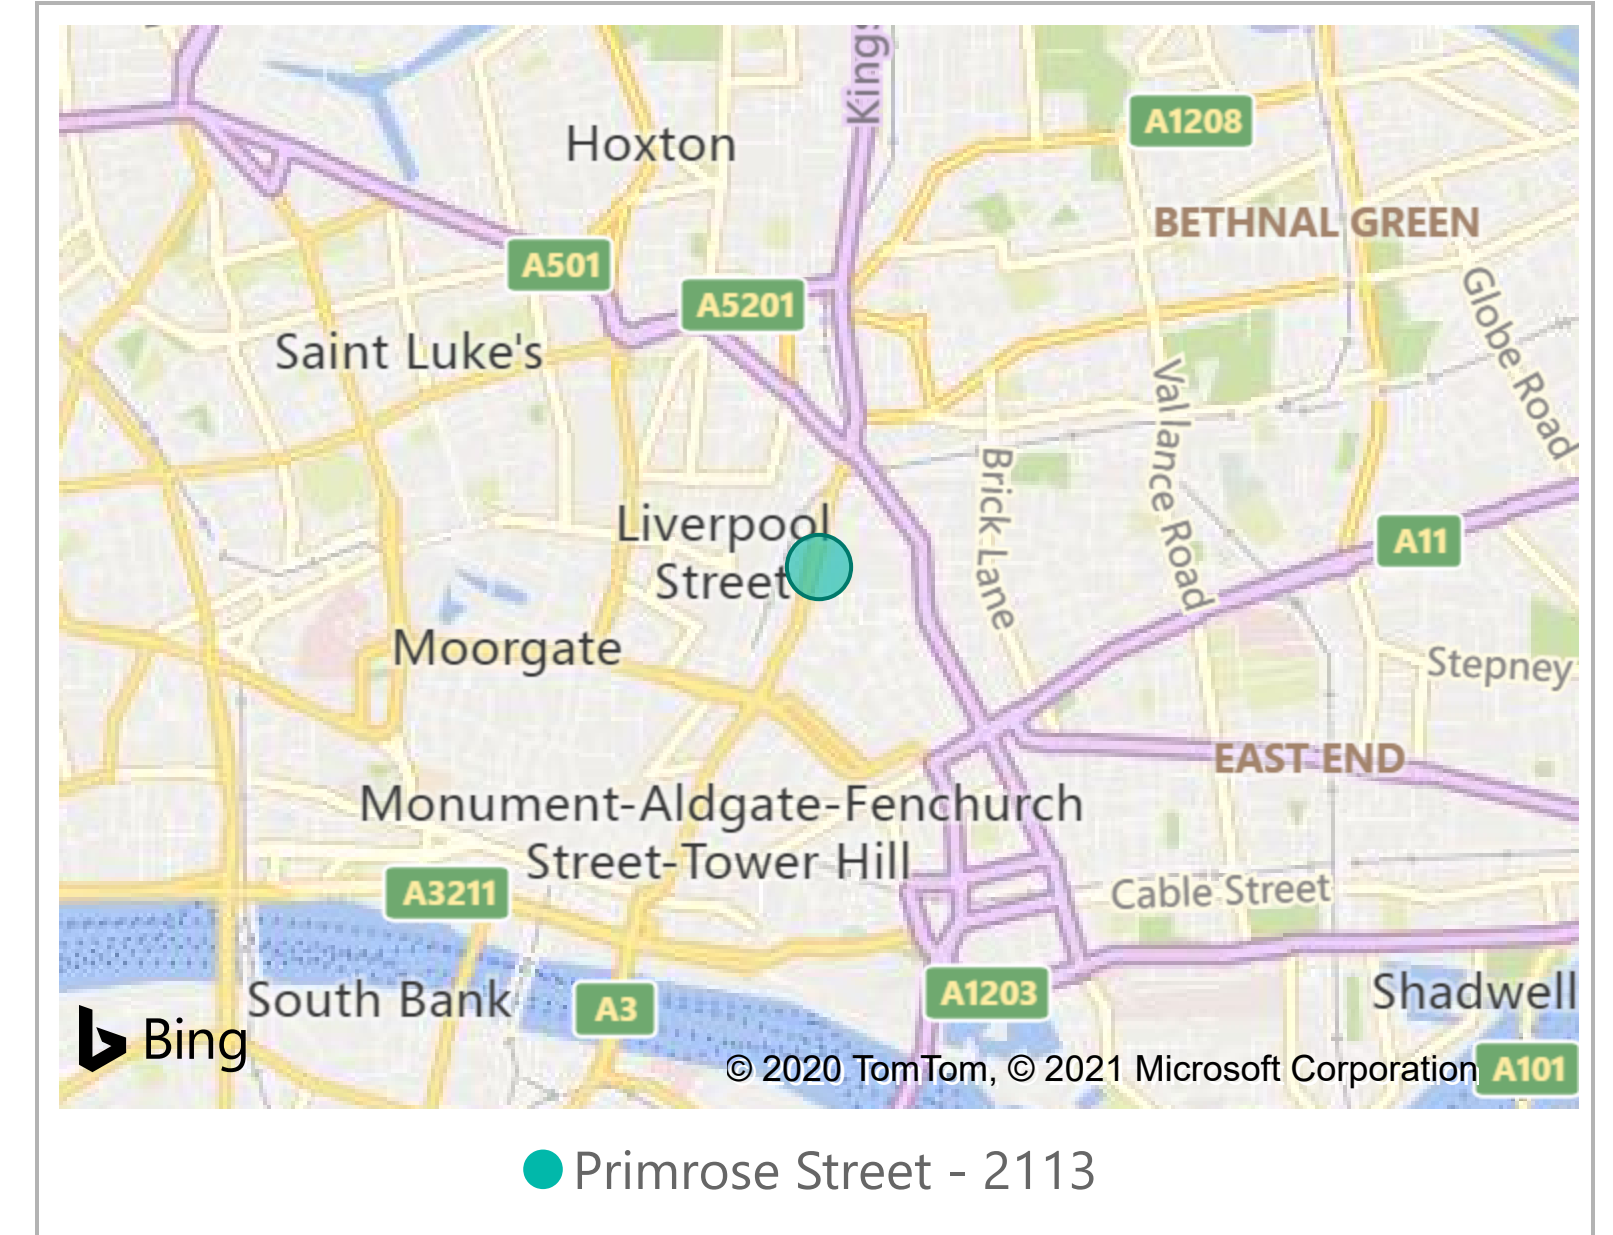 Kings
A1208
Hoxton
BETHNAL GREEN
A501
A5201
Globe Road
Saint Luke's
Vallance Road
Brick Lane
Liverpool
Street
A11
Moorgate
Stepney
EAST END
Monument-Aldgate-Fenchurch
Street-Tower Hill
A3211
Cable Street
South Bank
A3
A1203
Shadwell
Bing
© 2020 TomTom, © 2021 Microsoft Corporation
A101
Primrose Street - 2113